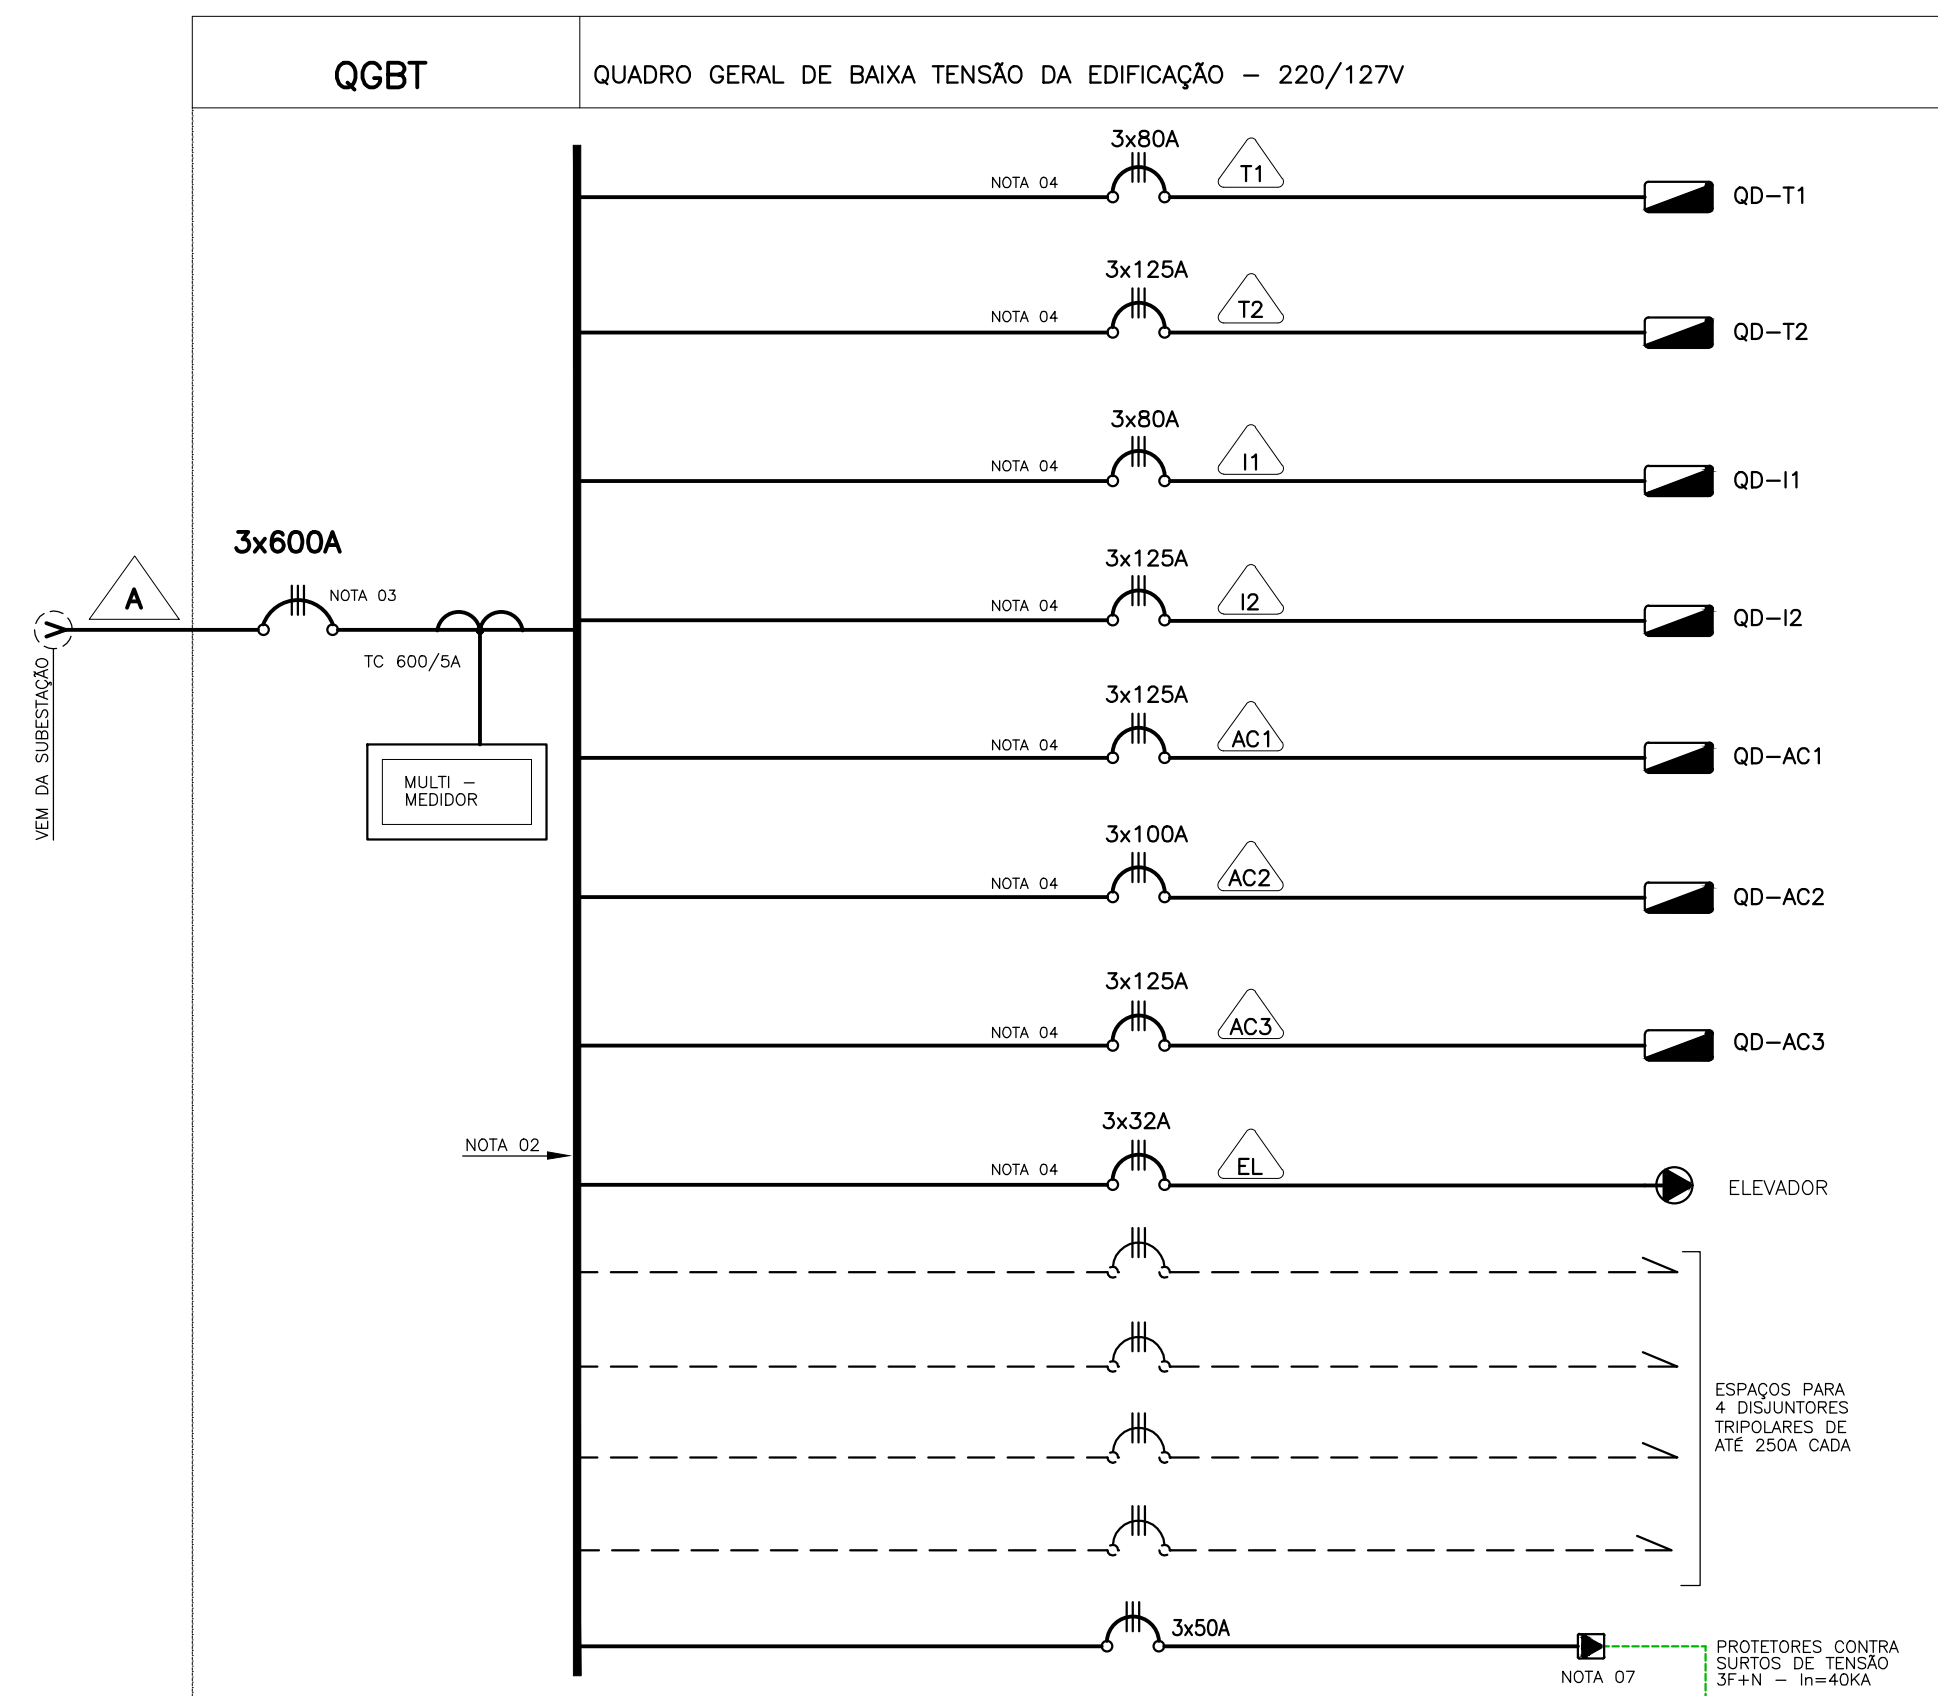 QGBT
QUADRO GERAL DE BAIXA TENSÃO DA EDIFICAÇÃO – 220/127V
3x80A
NOTA 04
T1
QD–T1
3x125A
NOTA 04
T2
QD–T2
3x80A
NOTA 04
I1
QD–I1
3x600A
A
NOTA 03
TC 600/5A
VEM DA SUBESTAÇÃO
MULTI –
MEDIDOR
3x125A
NOTA 04
I2
QD–I2
3x125A
NOTA 04
AC1
QD–AC1
3x100A
NOTA 04
AC2
QD–AC2
3x125A
NOTA 04
AC3
QD–AC3
NOTA 02
3x32A
NOTA 04
EL
ELEVADOR
ESPAÇOS PARA
4 DISJUNTORES
TRIPOLARES DE
ATÉ 250A CADA
3x50A
NOTA 07
PROTETORES CONTRA
SURTOS DE TENSÃO
3F+N – In=40KA